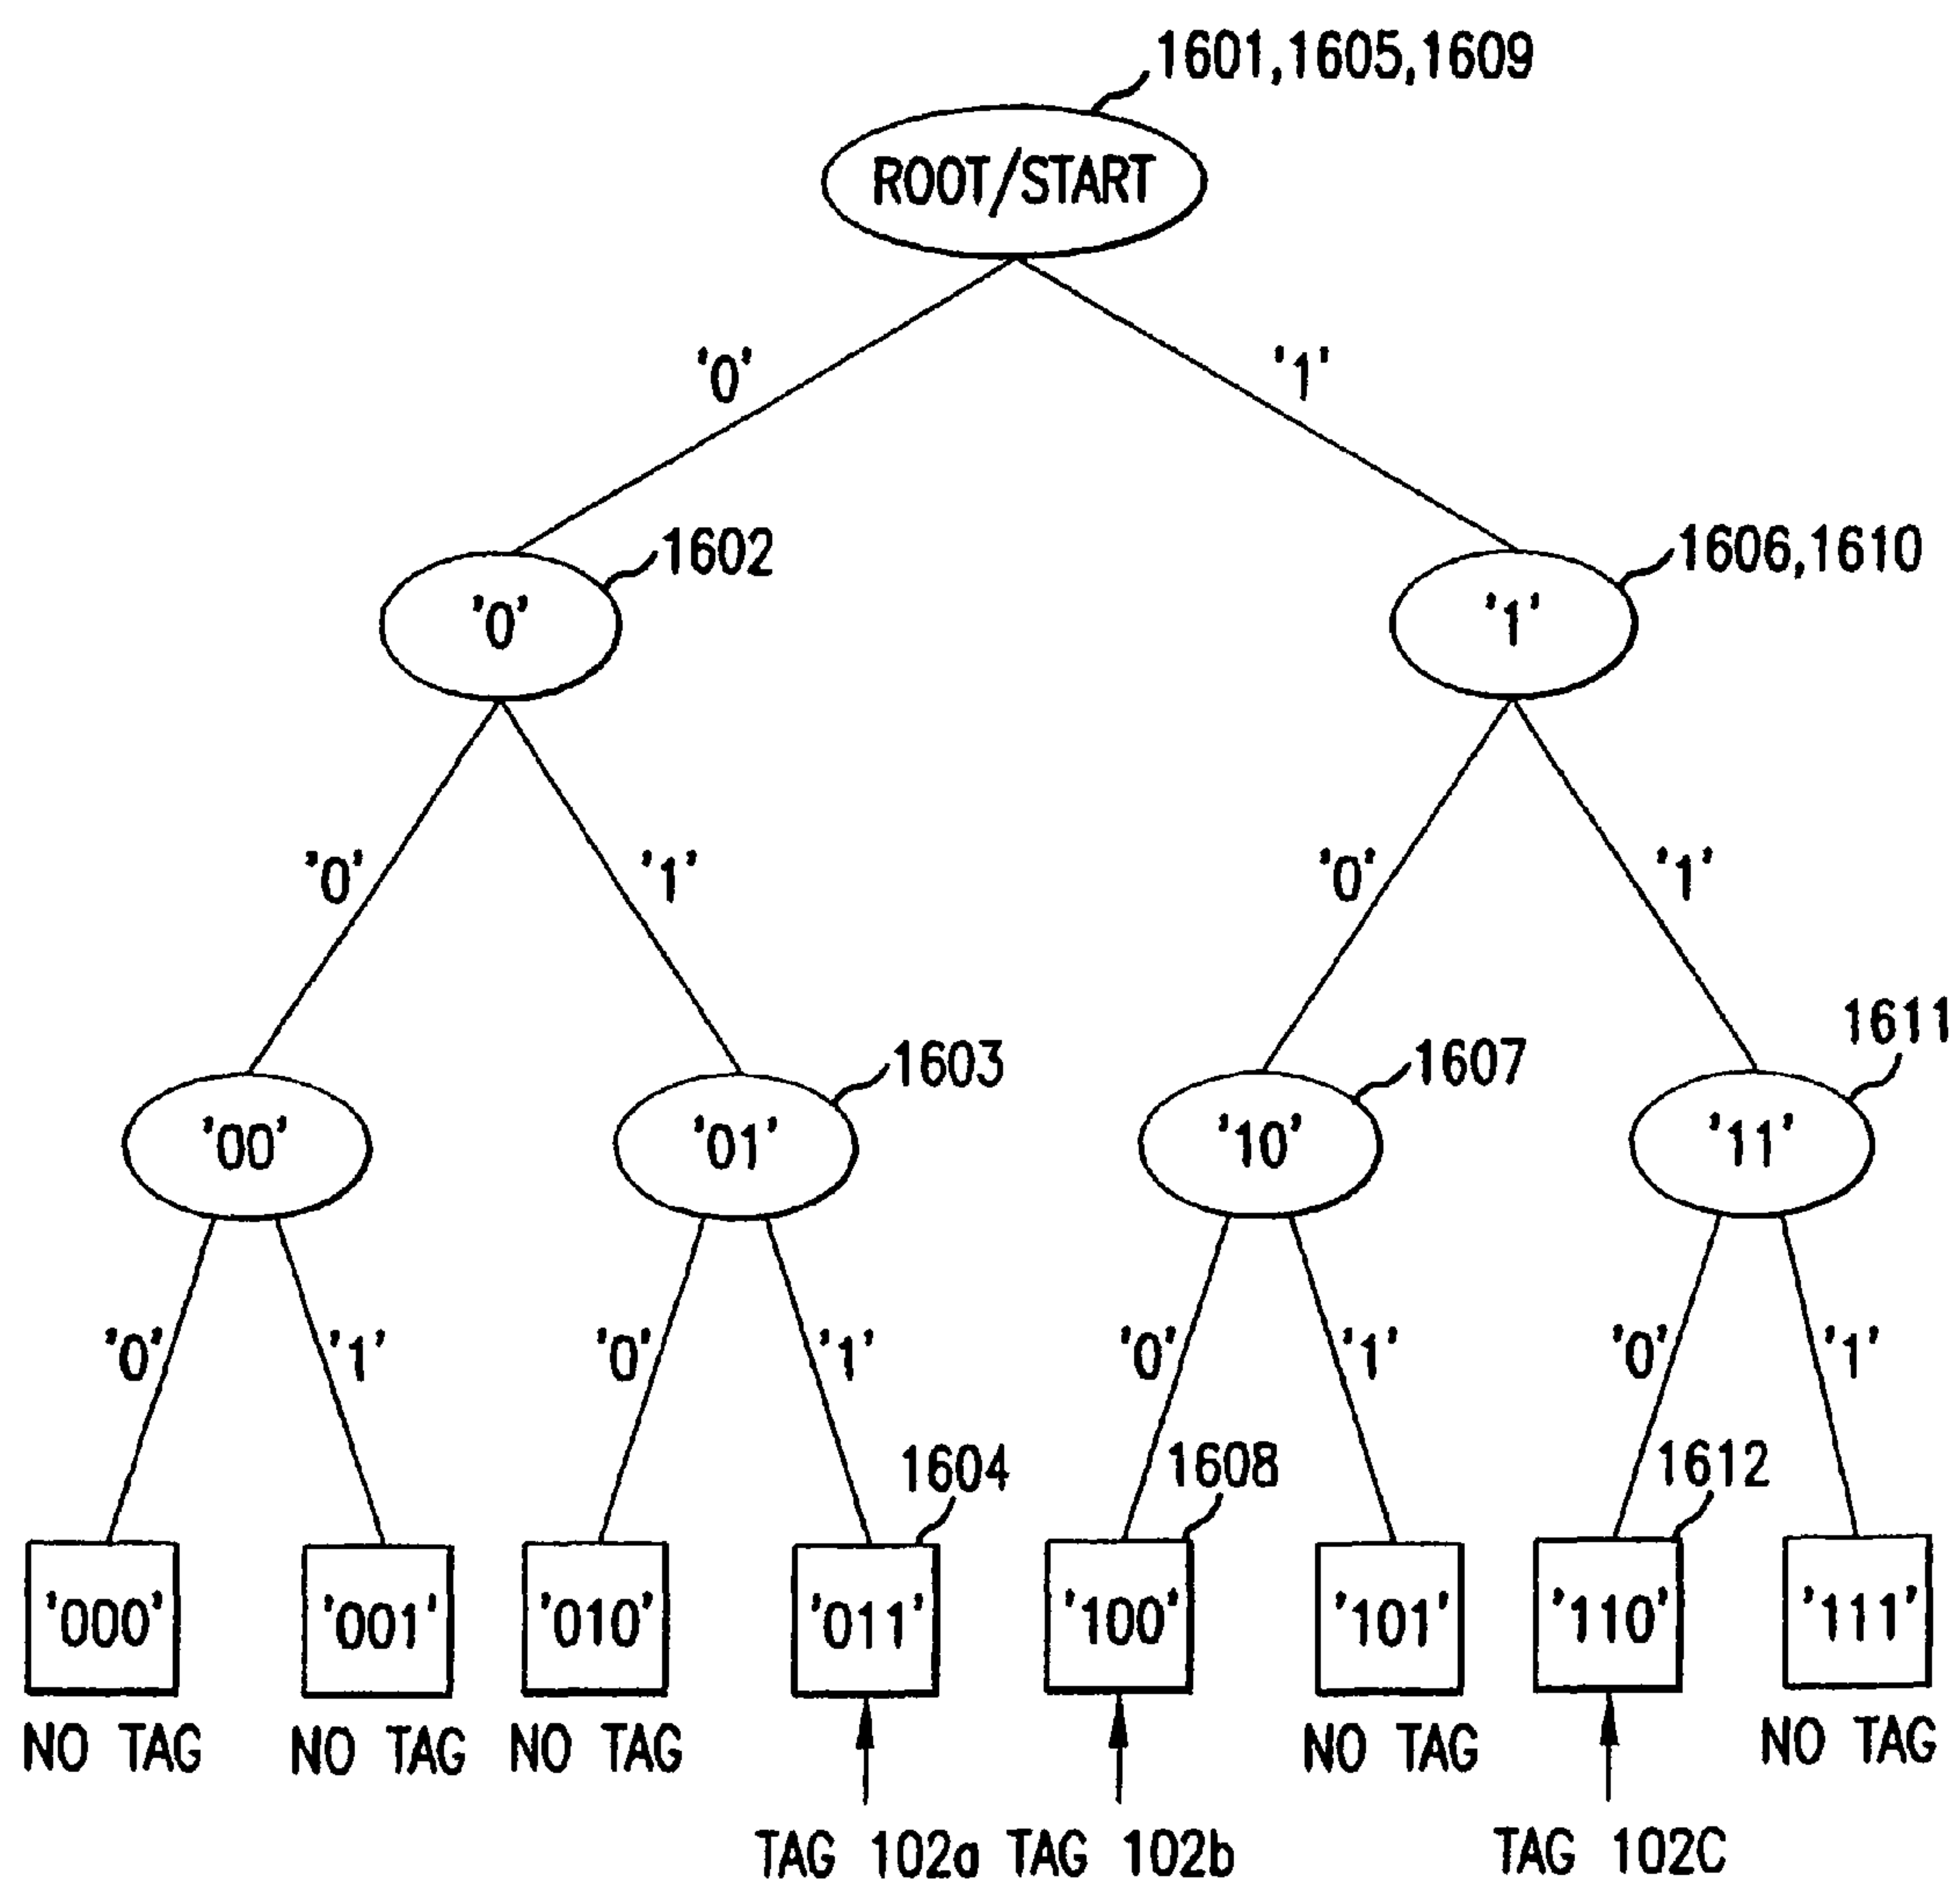 1601,1605,1609
ROOT/START
'0' '1'
1602 1606,1610
'0' '1'
'0' '1' '0' '1'
1603 1607 1611
'00' '01' '10' '11'
'0' '1' '0' '1' '0' '1' '0' '1'
1604 1608 1612
'000' '001' '010' '011' '100' '101' '110' '111'
NO TAG NO TAG NO TAG NO TAG NO TAG
TAG 102a TAG 102b TAG 102C